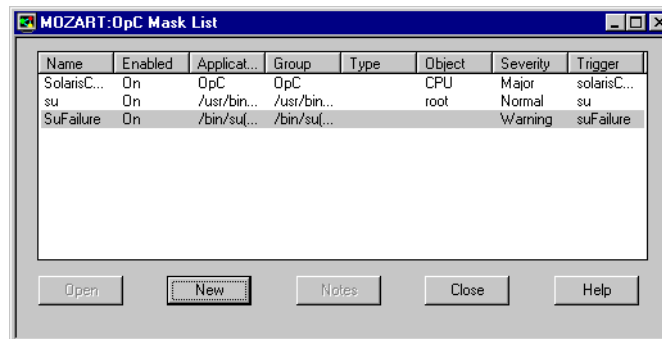 MOZART:OpC Mask List
Name Enabled Applicat... Group Type Object Severity Trigger
SolarisC... On OpC OpC CPU Major solarisC...
su On /usr/bin... /usr/bin... root Normal su
SuFailure On /bin/su(... /bin/su(... Warning suFailure
Open New Notes Close Help